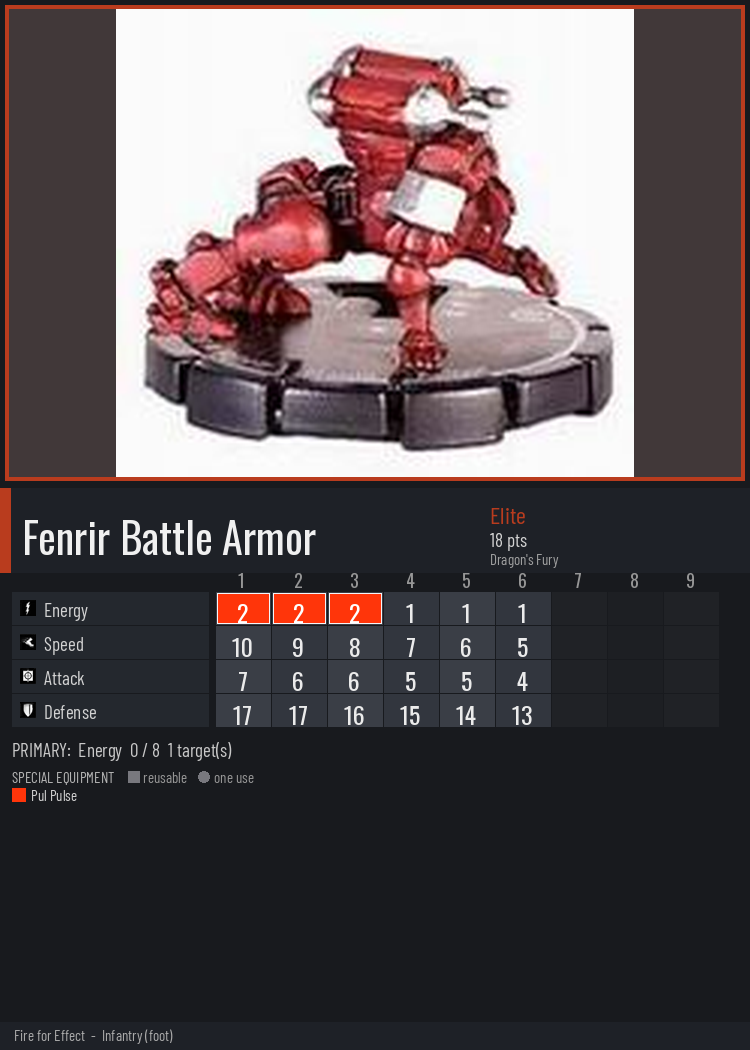 Fenrir Battle Armor
Elite
18 pts
Dragon's Fury
1 2 3 4 5 6 7 8 9
Energy 2 2 2 1 1 1
Speed 10 9 8 7 6 5
Attack 7 6 6 5 5 4
Defense 17 17 16 15 14 13
PRIMARY: Energy 0 / 8 1 target(s)
SPECIAL EQUIPMENT reusable one use
Pul Pulse
Fire for Effect - Infantry (foot)